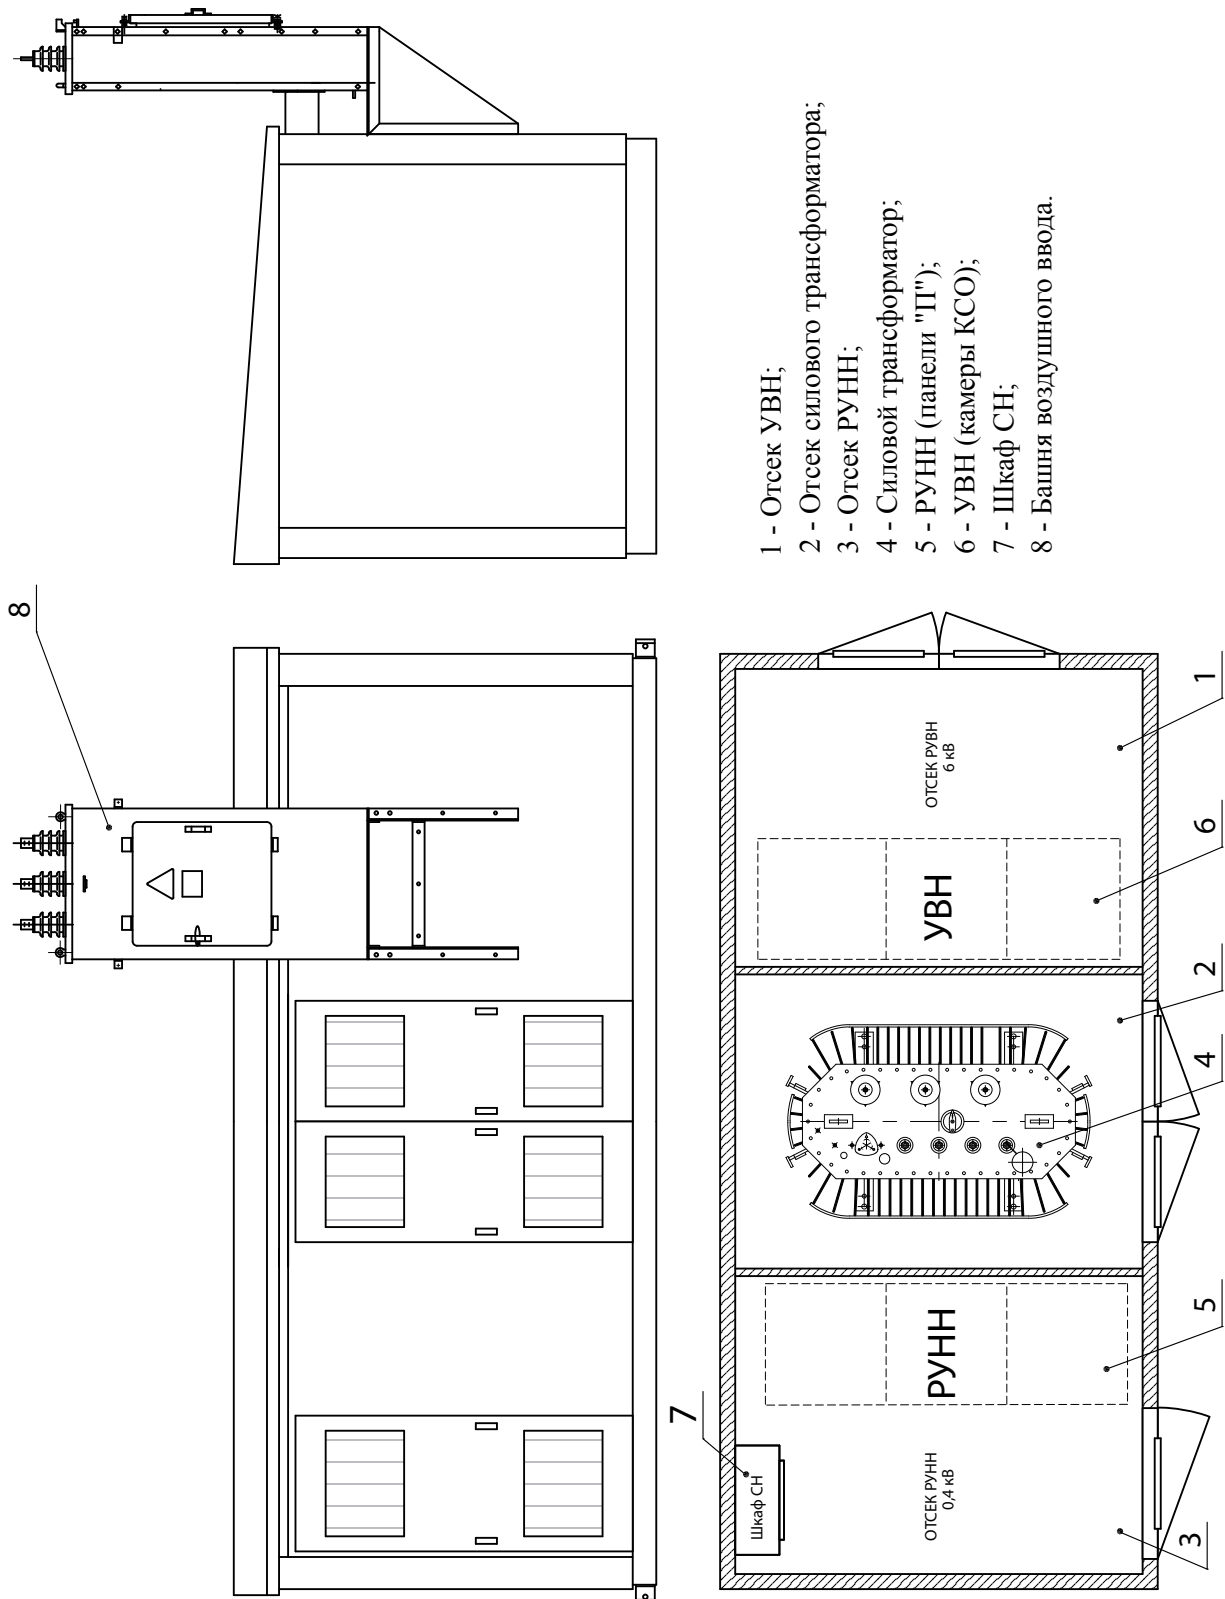 8
1 - Отсек УВН;
2 - Отсек силового трансформатора;
3 - Отсек РУНН;
4 - Силовой трансформатор;
5 - РУНН (панели "П");
6 - УВН (камеры КСО);
7 - Шкаф СН;
8 - Башня воздушного ввода.
7
Шкаф СН
ОТСЕК РУНН
0,4 кВ
РУНН
УВН
ОТСЕК РУВН
6 кВ
3
5
4
2
6
1